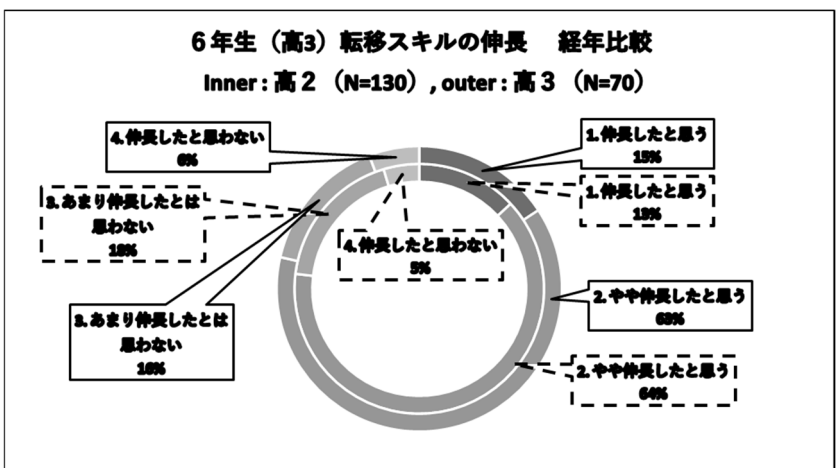 ６年生（高3）転移スキルの伸長　経年比較
Inner : 高２（N=130）, outer : 高３（N=70）
4. 伸長したと思わない
6%
1. 伸長したと思う
15%
3. あまり伸長したとは
思わない
18%
1. 伸長したと思う
13%
4. 伸長したと思わない
5%
3. あまり伸長したとは
思わない
16%
2. やや伸長したと思う
63%
2. やや伸長したと思う
64%